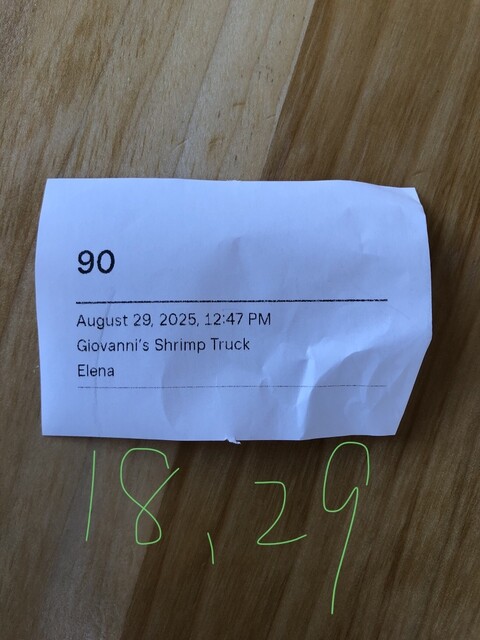 90
August 29, 2025, 12:47 PM
Giovanni's Shrimp Truck
Elena
18,29